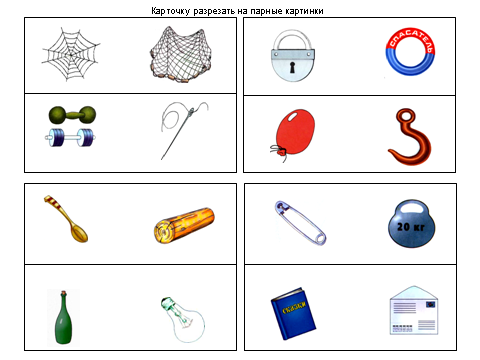 Карточку разрезать на парные картинки
СПАСАТЕЛЬ
20 кг
СКАЗКИ